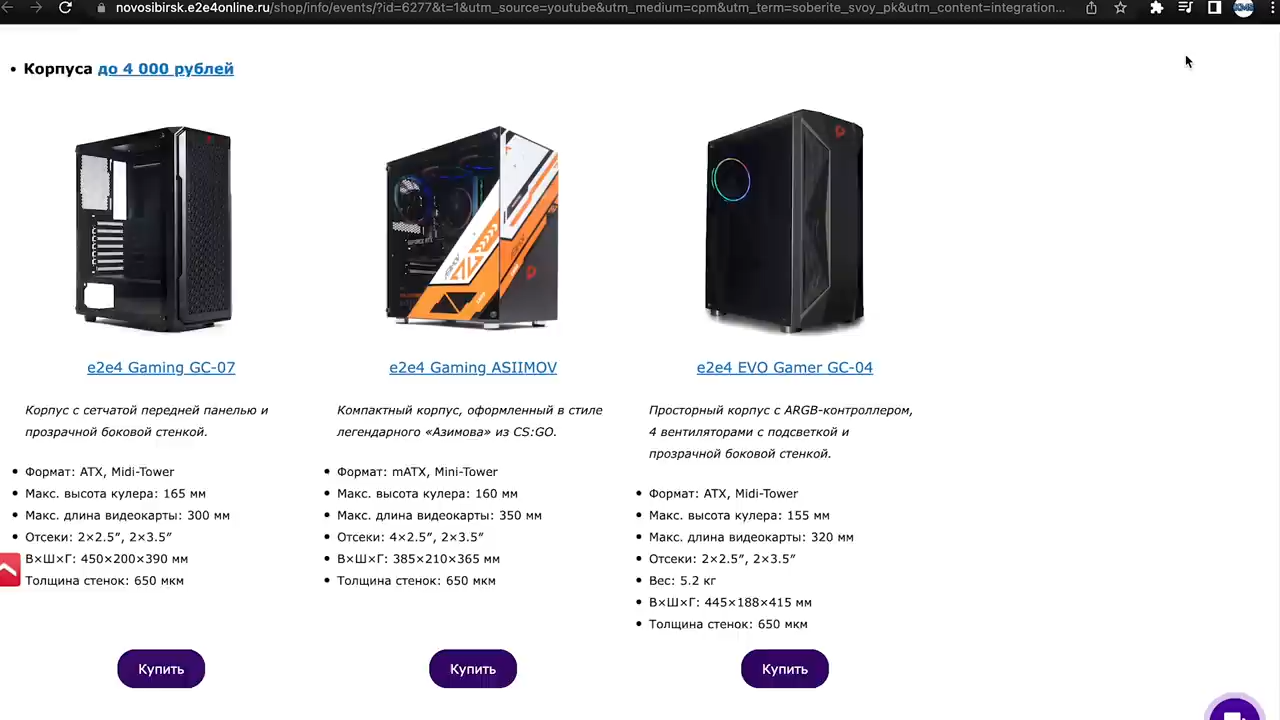 novosibirsk.e2e4online.ru/shop/info/events/?id=6277&t=1&utm_source=youtube&utm_medium=cpm&utm_term=soberite_svoy_pk&utm_content=integration...
• Корпуса до 4 000 рублей
e2e4 Gaming GC-07
Корпус с сетчатой передней панелью и
прозрачной боковой стенкой.
• Формат: ATX, Midi-Tower
• Макс. высота кулера: 165 мм
• Макс. длина видеокарты: 300 мм
• Отсеки: 2×2.5”, 2×3.5”
В×Ш×Г: 450×200×390 мм
Толщина стенок: 650 мкм
Купить
e2e4 Gaming ASIIMOV
Компактный корпус, оформленный в стиле
легендарного «Азимова» из CS:GO.
• Формат: mATX, Mini-Tower
• Макс. высота кулера: 160 мм
• Макс. длина видеокарты: 350 мм
• Отсеки: 4×2.5”, 2×3.5”
• В×Ш×Г: 385×210×365 мм
• Толщина стенок: 650 мкм
Купить
e2e4 EVO Gamer GC-04
Просторный корпус с ARGB-контроллером,
4 вентиляторами с подсветкой и
прозрачной боковой стенкой.
• Формат: ATX, Midi-Tower
• Макс. высота кулера: 155 мм
• Макс. длина видеокарты: 320 мм
• Отсеки: 2×2.5”, 2×3.5”
• Вес: 5.2 кг
• В×Ш×Г: 445×188×415 мм
• Толщина стенок: 650 мкм
Купить